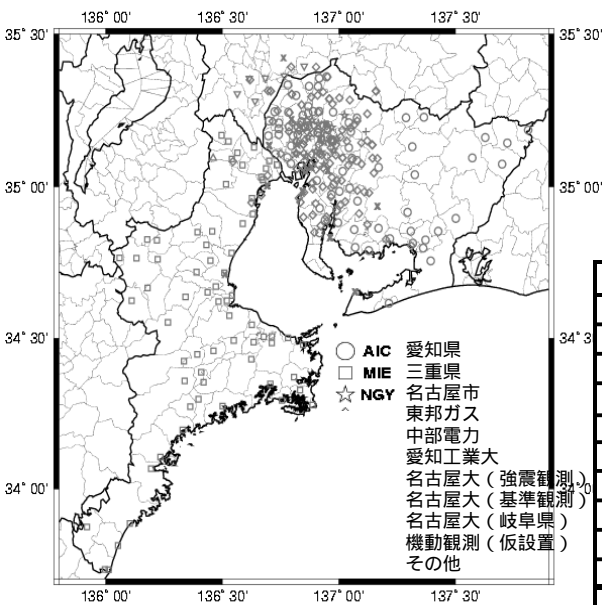 136° 00' 136° 30' 137° 00' 137° 30'
35° 30' 35° 30'
35° 00' 35° 00'
34° 30' 34° 3
AIC 愛知県
MIE 三重県
NGY 名古屋市
東邦ガス
中部電力
愛知工業大
名古屋大（強震観測）
34° 00' 名古屋大（基準観測） 34° 00'
名古屋大（岐阜県）
機動観測（仮設置）
その他
136° 00' 136° 30' 137° 00' 137° 30'